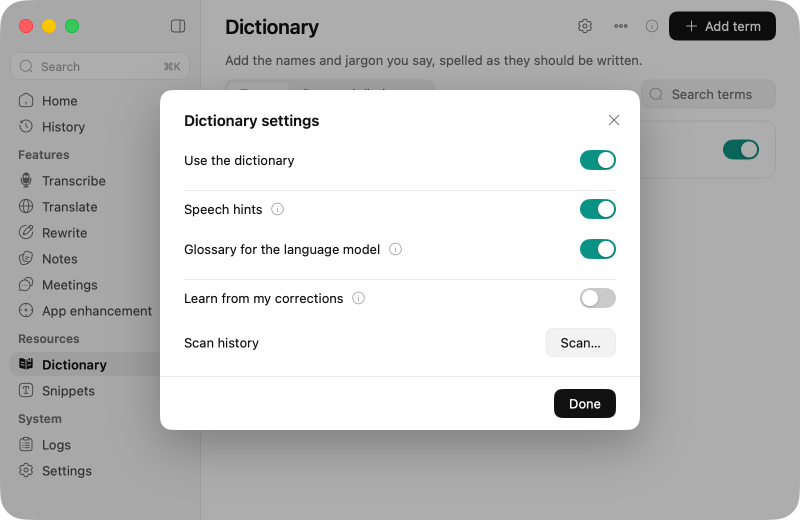 Dictionary
Add term
Search
⌘K
Add the names and jargon you say, spelled as they should be written.
Home
History
Features
Transcribe
Translate
Rewrite
Notes
Meetings
App enhancement
Resources
Dictionary
Snippets
System
Logs
Settings
Search terms
Dictionary settings
Use the dictionary
Speech hints
Glossary for the language model
Learn from my corrections
Scan history
Scan...
Done